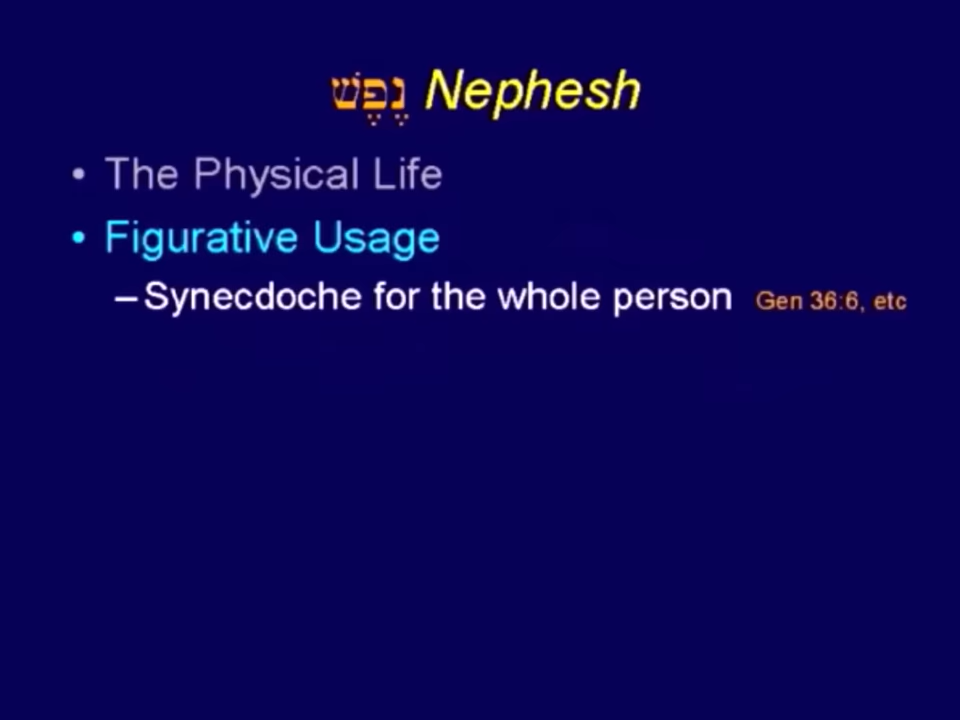 נֶפֶשׁ Nephesh
• The Physical Life
• Figurative Usage
– Synecdoche for the whole person Gen 36:6, etc